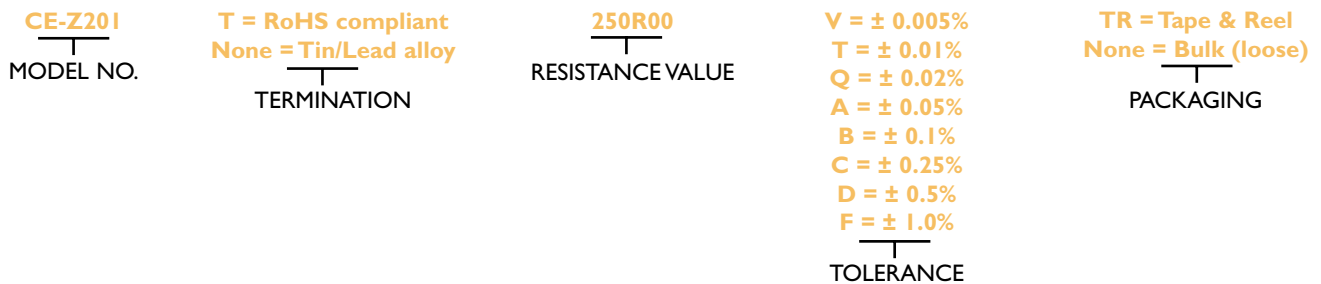 CE-Z201
MODEL NO.
T = RoHS compliant
None = Tin/Lead alloy
TERMINATION
250R00
RESISTANCE VALUE
V = ± 0.005%
T = ± 0.01%
Q = ± 0.02%
A = ± 0.05%
B = ± 0.1%
C = ± 0.25%
D = ± 0.5%
F = ± 1.0%
TOLERANCE
TR = Tape & Reel
None = Bulk (loose)
PACKAGING